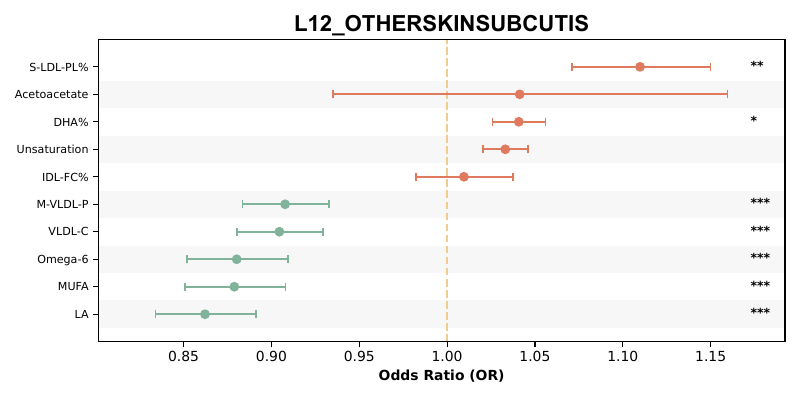 L12_OTHERSKINSUBCUTIS
S-LDL-PL% **
Acetoacetate
DHA% *
Unsaturation
IDL-FC%
M-VLDL-P ***
VLDL-C ***
Omega-6 ***
MUFA ***
LA ***
0.85 0.90 0.95 1.00 1.05 1.10 1.15
Odds Ratio (OR)